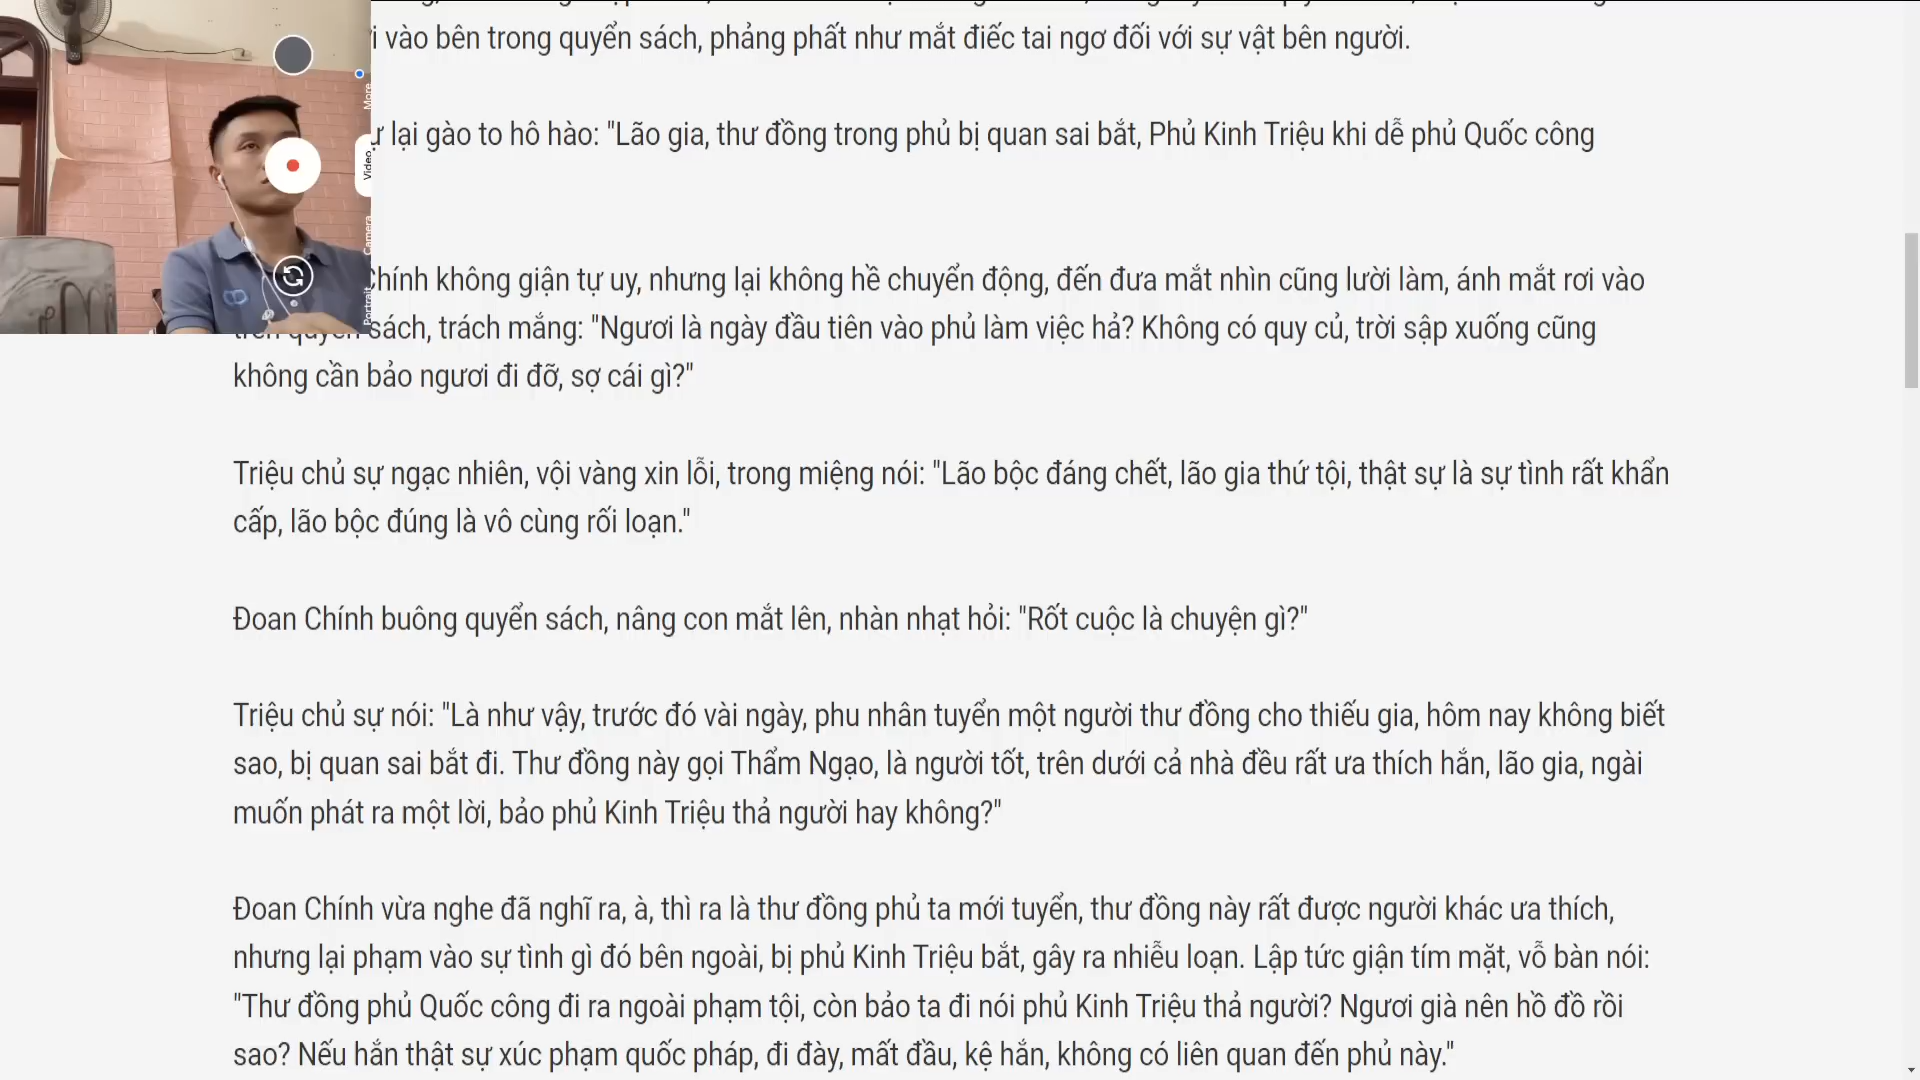 vào bên trong quyển sách, phảng phất như mắt điếc tai ngơ đối với sự vật bên người.
More
lại gào to hô hào: "Lão gia, thư đồng trong phủ bị quan sai bắt, Phủ Kinh Triệu khi dễ phủ Quốc công
Video
Camera
Portrait
Chính không giận tự uy, nhưng lại không hề chuyển động, đến đưa mắt nhìn cũng lười làm, ánh mắt rơi vào
trên quyển sách, trách mắng: "Ngươi là ngày đầu tiên vào phủ làm việc hả? Không có quy củ, trời sập xuống cũng
không cần bảo ngươi đi đỡ, sợ cái gì?"
Triệu chủ sự ngạc nhiên, vội vàng xin lỗi, trong miệng nói: "Lão bộc đáng chết, lão gia thứ tội, thật sự là sự tình rất khẩn
cấp, lão bộc đúng là vô cùng rối loạn."
Đoan Chính buông quyển sách, nâng con mắt lên, nhàn nhạt hỏi: "Rốt cuộc là chuyện gì?"
Triệu chủ sự nói: "Là như vậy, trước đó vài ngày, phu nhân tuyển một người thư đồng cho thiếu gia, hôm nay không biết
sao, bị quan sai bắt đi. Thư đồng này gọi Thẩm Ngạo, là người tốt, trên dưới cả nhà đều rất ưa thích hắn, lão gia, ngài
muốn phát ra một lời, bảo phủ Kinh Triệu thả người hay không?"
Đoan Chính vừa nghe đã nghĩ ra, à, thì ra là thư đồng phủ ta mới tuyển, thư đồng này rất được người khác ưa thích,
nhưng lại phạm vào sự tình gì đó bên ngoài, bị phủ Kinh Triệu bắt, gây ra nhiễu loạn. Lập tức giận tím mặt, vỗ bàn nói:
"Thư đồng phủ Quốc công đi ra ngoài phạm tội, còn bảo ta đi nói phủ Kinh Triệu thả người? Ngươi già nên hồ đồ rồi
sao? Nếu hắn thật sự xúc phạm quốc pháp, đi đày, mất đầu, kệ hắn, không có liên quan đến phủ này."